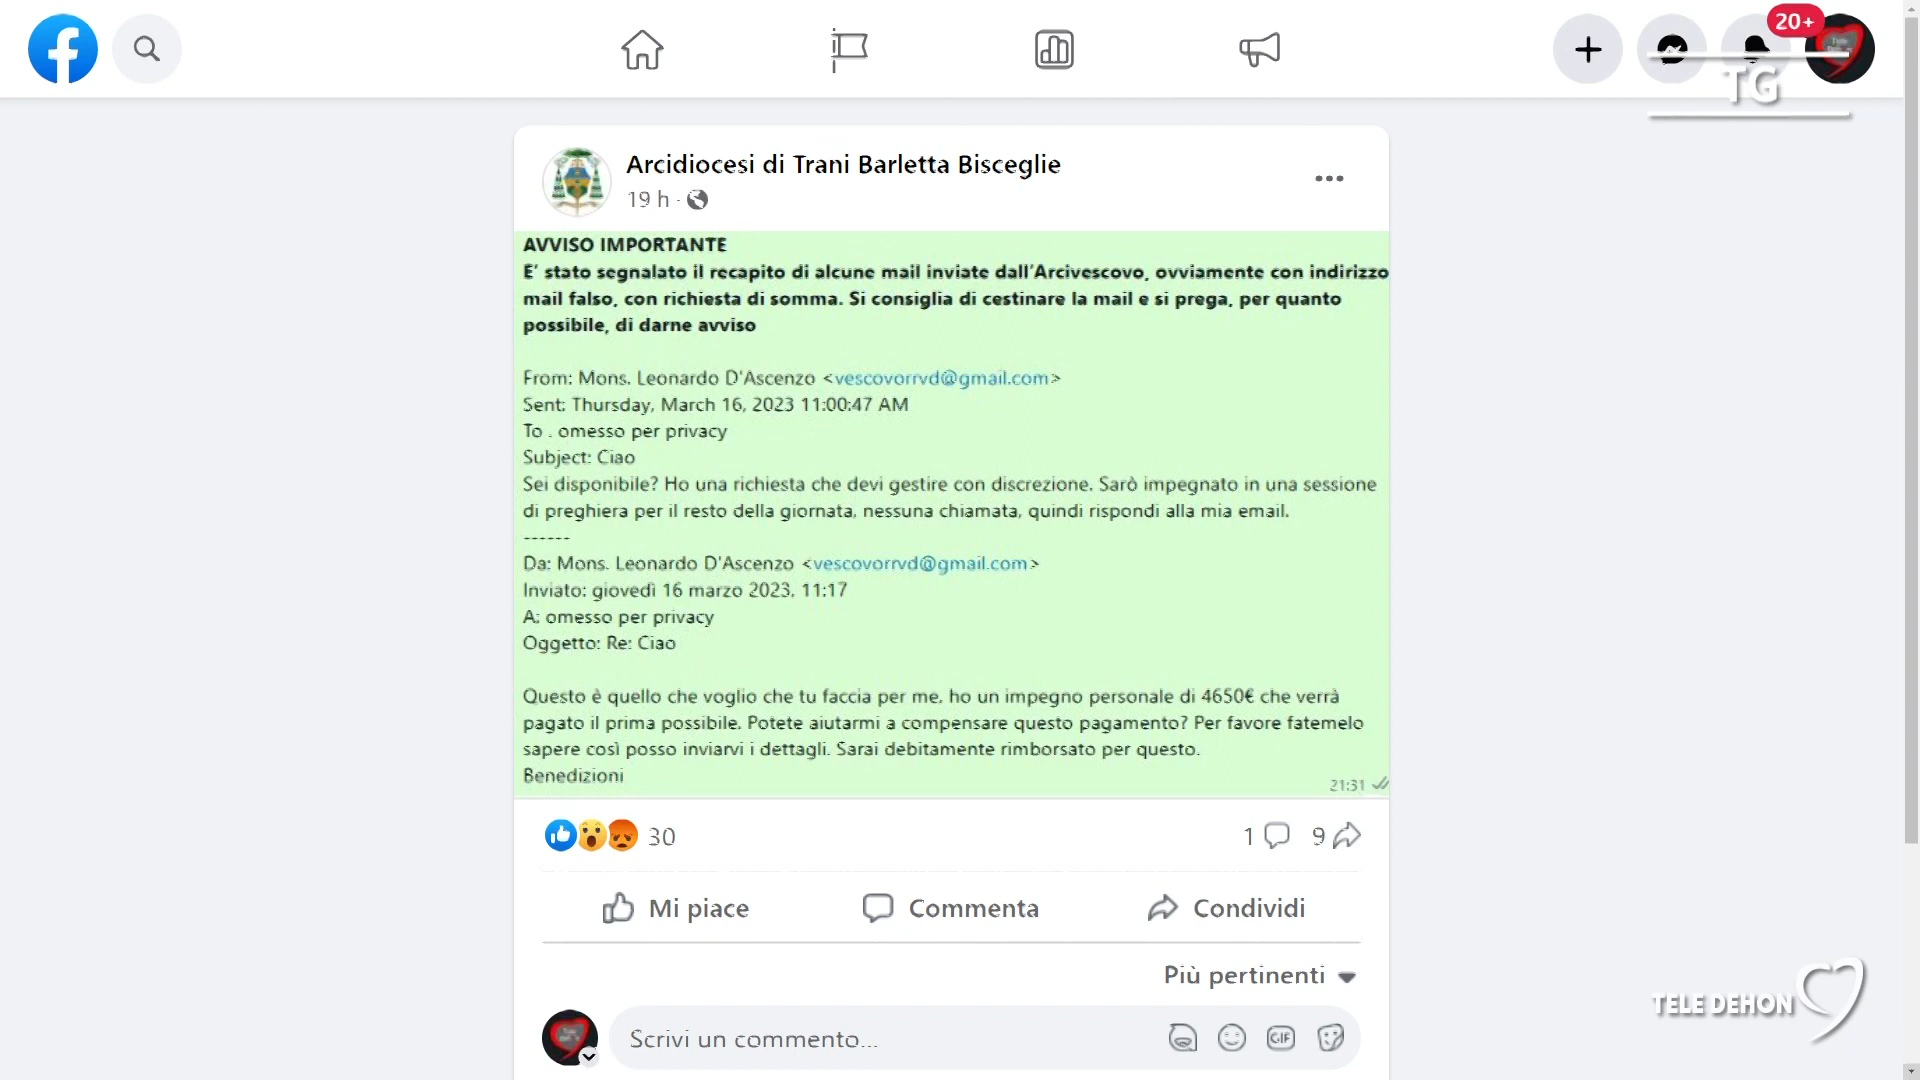 20+
TG
Arcidiocesi di Trani Barletta Bisceglie
19 h ·
AVVISO IMPORTANTE
E' stato segnalato il recapito di alcune mail inviate dall'Arcivescovo, ovviamente con indirizzo
mail falso, con richiesta di somma. Si consiglia di cestinare la mail e si prega, per quanto
possibile, di darne avviso
From: Mons. Leonardo D'Ascenzo <vescovorrvd@gmail.com>
Sent: Thursday, March 16, 2023 11:00:47 AM
To . omesso per privacy
Subject: Ciao
Sei disponibile? Ho una richiesta che devi gestire con discrezione. Sarò impegnato in una sessione
di preghiera per il resto della giornata, nessuna chiamata, quindi rispondi alla mia email.
------
Da: Mons. Leonardo D'Ascenzo <vescovorrvd@gmail.com>
Inviato: giovedì 16 marzo 2023, 11:17
A: omesso per privacy
Oggetto: Re: Ciao
Questo è quello che voglio che tu faccia per me, ho un impegno personale di 4650€ che verrà
pagato il prima possibile. Potete aiutarmi a compensare questo pagamento? Per favore fatemelo
sapere così posso inviarvi i dettagli. Sarai debitamente rimborsato per questo.
Benedizioni
21:31
30
1
9
Mi piace
Commenta
Condividi
Più pertinenti
Scrivi un commento...
GIF
TELE DEHON